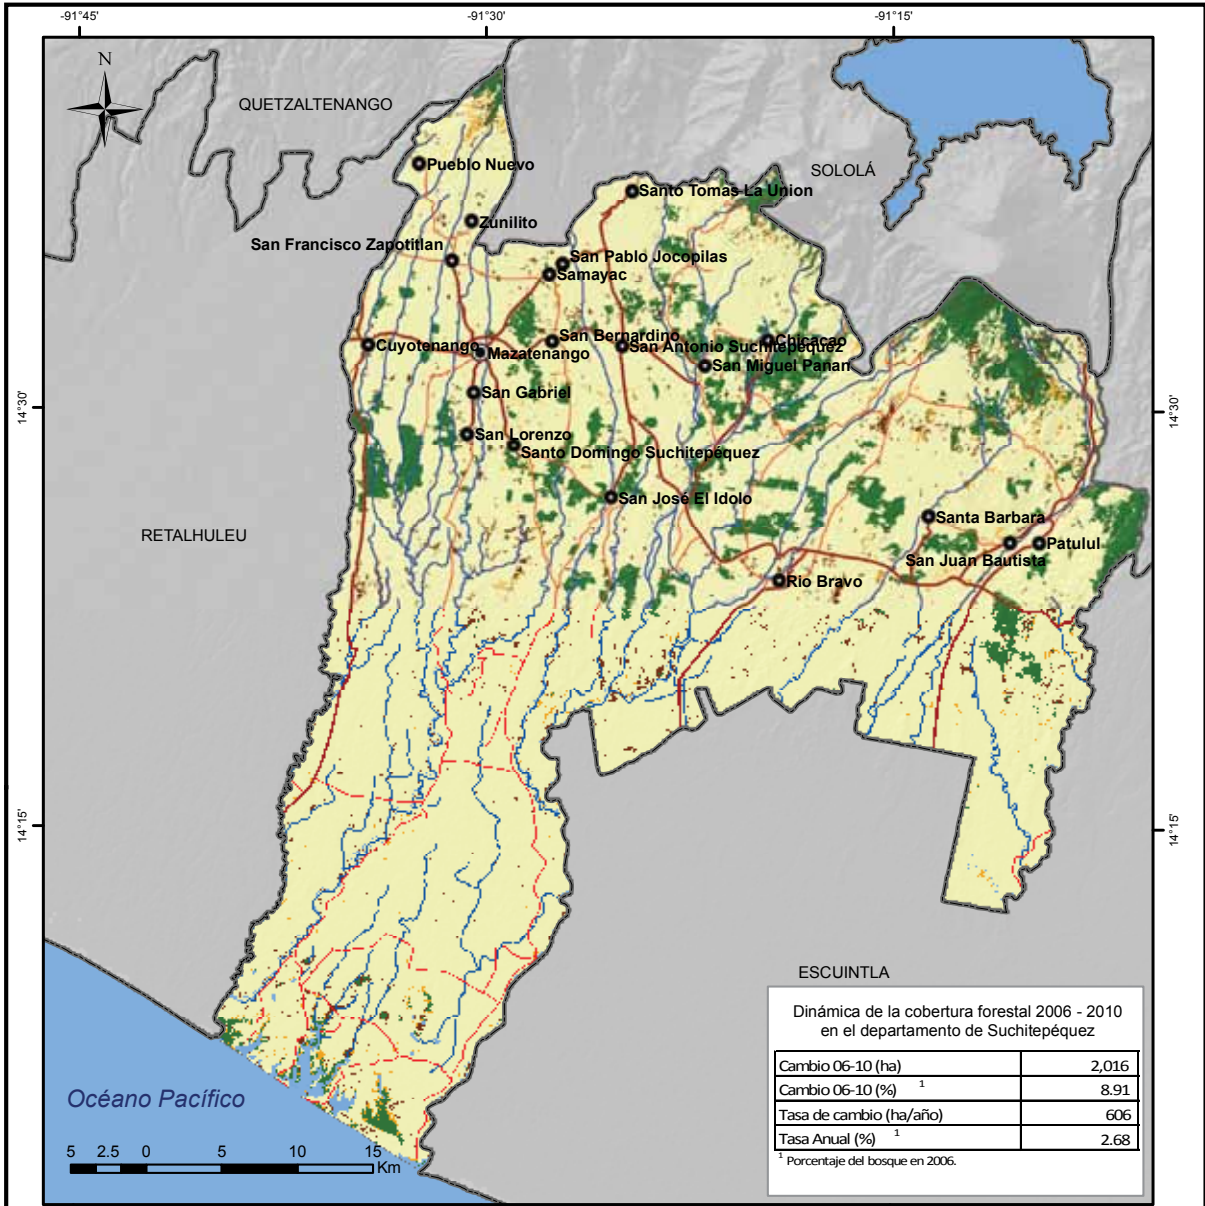 -91°45'
-91°30'
-91°15'
N
QUETZALTENANGO
SOLOLÁ
Pueblo Nuevo
Santo Tomas La Union
Zunilito
San Francisco Zapotitlan
San Pablo Jocopilas
Samayac
San Bernardino
Chicacao
Cuyotenango
San Antonio Suchitepéquez
Mazatenango
San Miguel Panan
San Gabriel
14°30'
14°30'
San Lorenzo
Santo Domingo Suchitepéquez
San José El Idolo
Santa Barbara
RETALHULEU
Patulul
San Juan Bautista
Rio Bravo
14°15'
14°15'
ESCUINTLA
Dinámica de la cobertura forestal 2006 - 2010
en el departamento de Suchitepéquez
Cambio 06-10 (ha) 2,016
Cambio 06-10 (%) 1 8.91
Tasa de cambio (ha/año) 606
Tasa Anual (%) 1 2.68
1 Porcentaje del bosque en 2006.
Océano Pacífico
5 2.5 0 5 10 15
Km